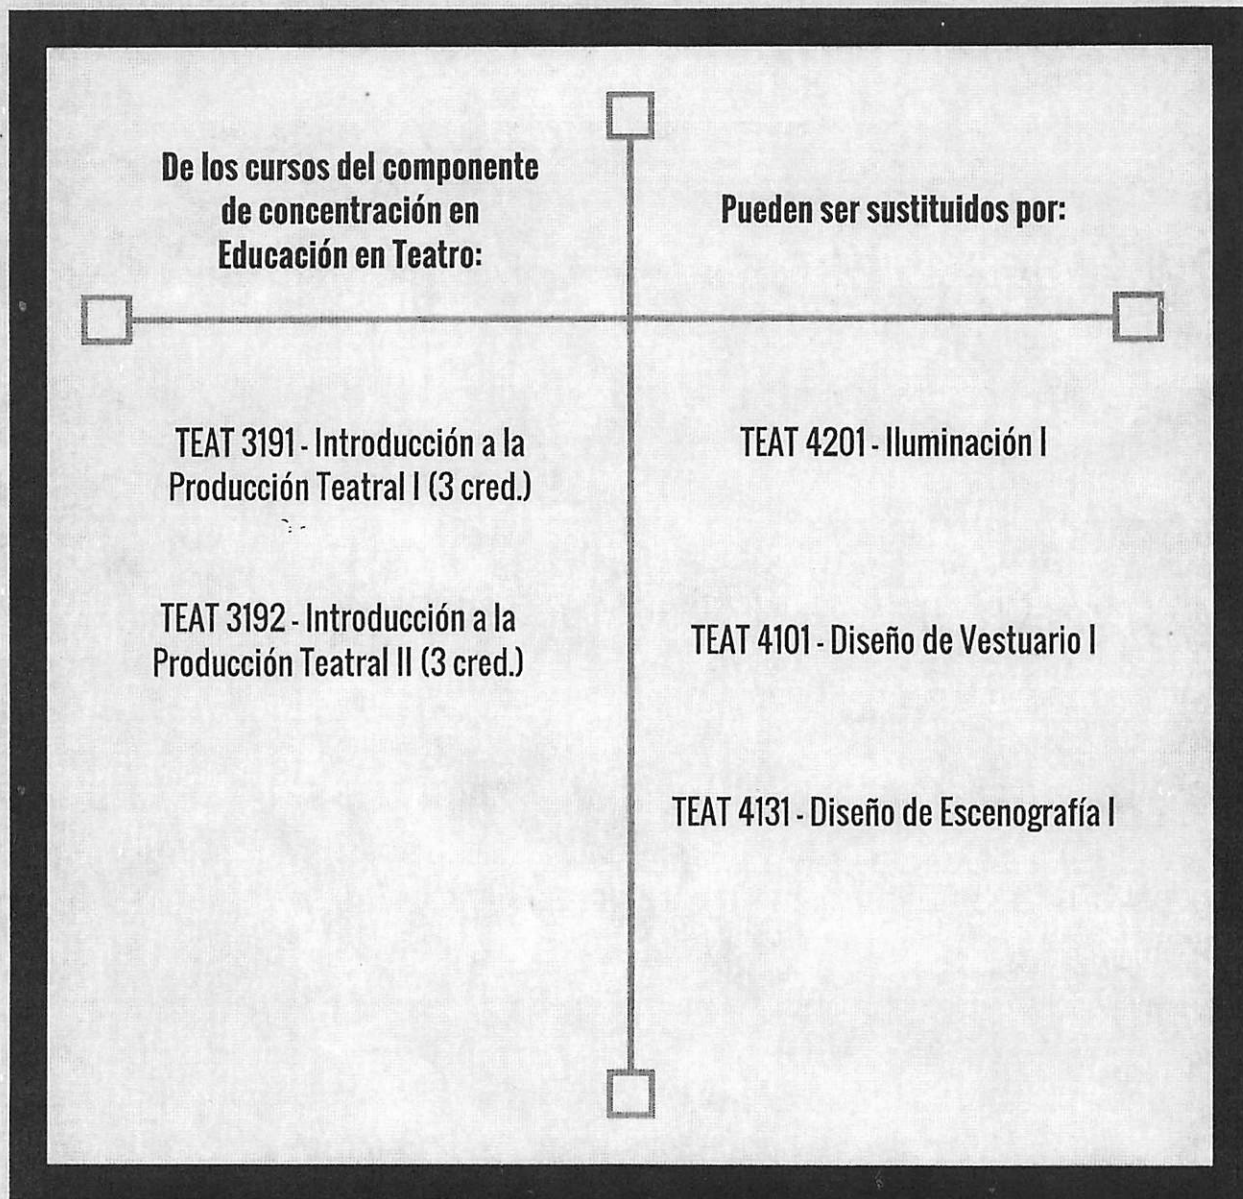 De los cursos del componente
de concentración en
Educación en Teatro:
Pueden ser sustituidos por:
TEAT 3191 - Introducción a la
Producción Teatral I (3 cred.)
TEAT 4201 - Iluminación I
TEAT 3192 - Introducción a la
Producción Teatral II (3 cred.)
TEAT 4101 - Diseño de Vestuario I
TEAT 4131 - Diseño de Escenografía I